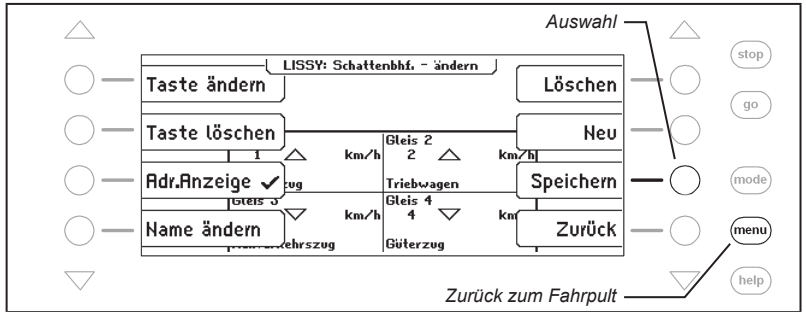 Auswahl
stop
LISSY: Schattenbhf. - ändern
Taste ändern
Löschen
go
Taste löschen
Neu
Gleis 2
1 km/h 2 km/h
Adr.Anzeige ✓
Triebwagen
Speichern
mode
Gleis 3 Gleis 4
km/h 4
Name ändern
Zurück
menu
Güterzug
help
Zurück zum Fahrpult